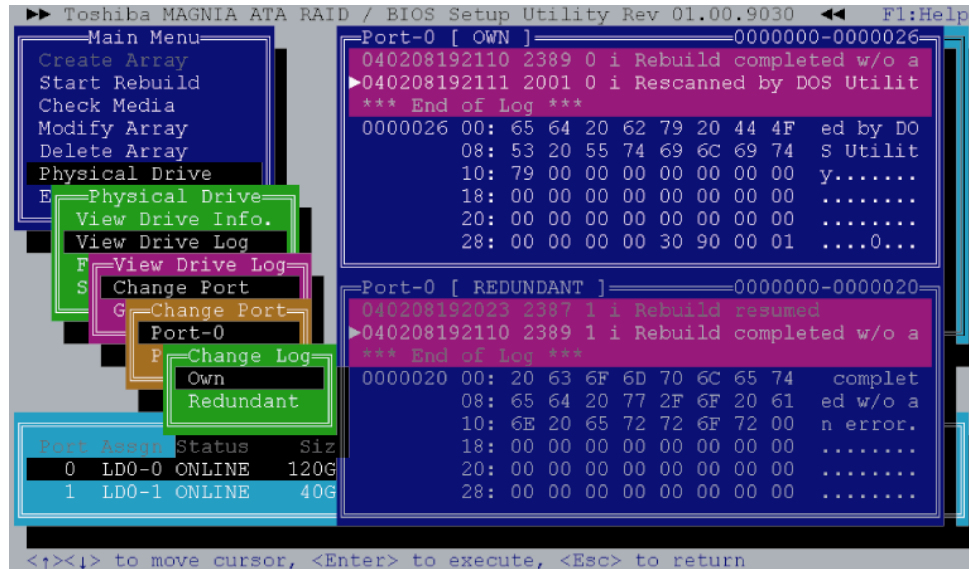 ►► Toshiba MAGNIA ATA RAID / BIOS Setup Utility Rev 01.00.9030 ◄◄ F1:Help
Main Menu
Create Array
Start Rebuild
Check Media
Modify Array
Delete Array
Physical Drive
E
Physical Drive
View Drive Info.
View Drive Log
F
S
View Drive Log
Change Port
G
Change Port
Port-0
P
Change Log
Own
Redundant
Port-0 [ OWN ] 0000000-0000026
040208192110 2389 0 i Rebuild completed w/o a
►040208192111 2001 0 i Rescanned by DOS Utilit
*** End of Log ***
0000026 00: 65 64 20 62 79 20 44 4F ed by DO
08: 53 20 55 74 69 6C 69 74 S Utilit
10: 79 00 00 00 00 00 00 00 y.......
18: 00 00 00 00 00 00 00 00 ........
20: 00 00 00 00 00 00 00 00 ........
28: 00 00 00 00 30 90 00 01 ....0...
Port-0 [ REDUNDANT ] 0000000-0000020
040208192023 2387 1 i Rebuild resumed
►040208192110 2389 1 i Rebuild completed w/o a
*** End of Log ***
0000020 00: 20 63 6F 6D 70 6C 65 74 complet
08: 65 64 20 77 2F 6F 20 61 ed w/o a
10: 6E 20 65 72 72 6F 72 00 n error.
18: 00 00 00 00 00 00 00 00 ........
20: 00 00 00 00 00 00 00 00 ........
28: 00 00 00 00 00 00 00 00 ........
Port Assgn Status Siz
0 LD0-0 ONLINE 120G
1 LD0-1 ONLINE 40G
<↑><↓> to move cursor, <Enter> to execute, <Esc> to return